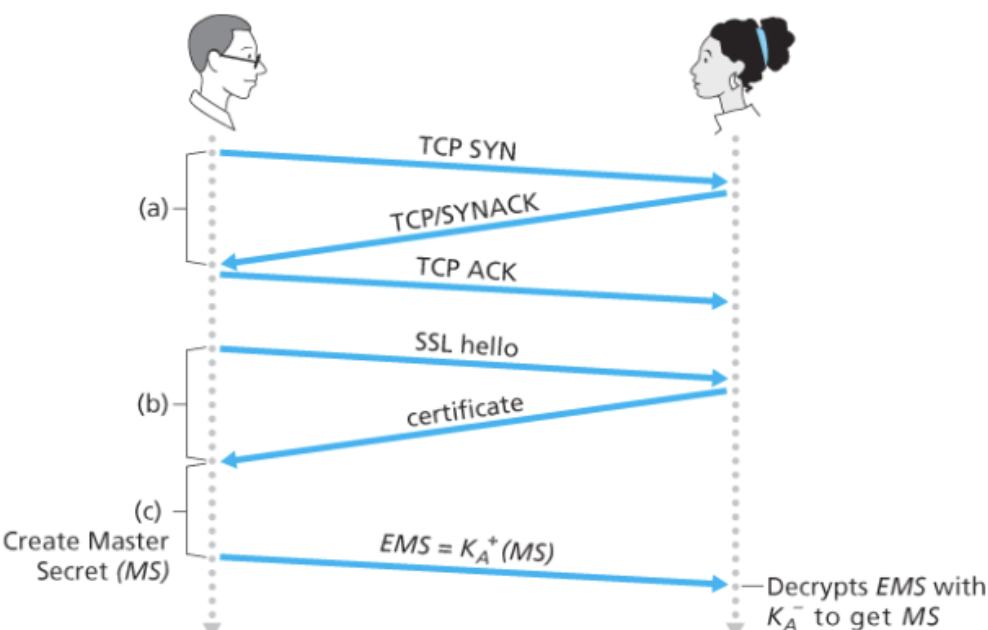 TCP SYN
(a)
TCP/SYNACK
TCP ACK
SSL hello
(b)
certificate
(c)
Create Master
Secret (MS)
EMS = K_A^+(MS)
Decrypts EMS with
K_A^- to get MS